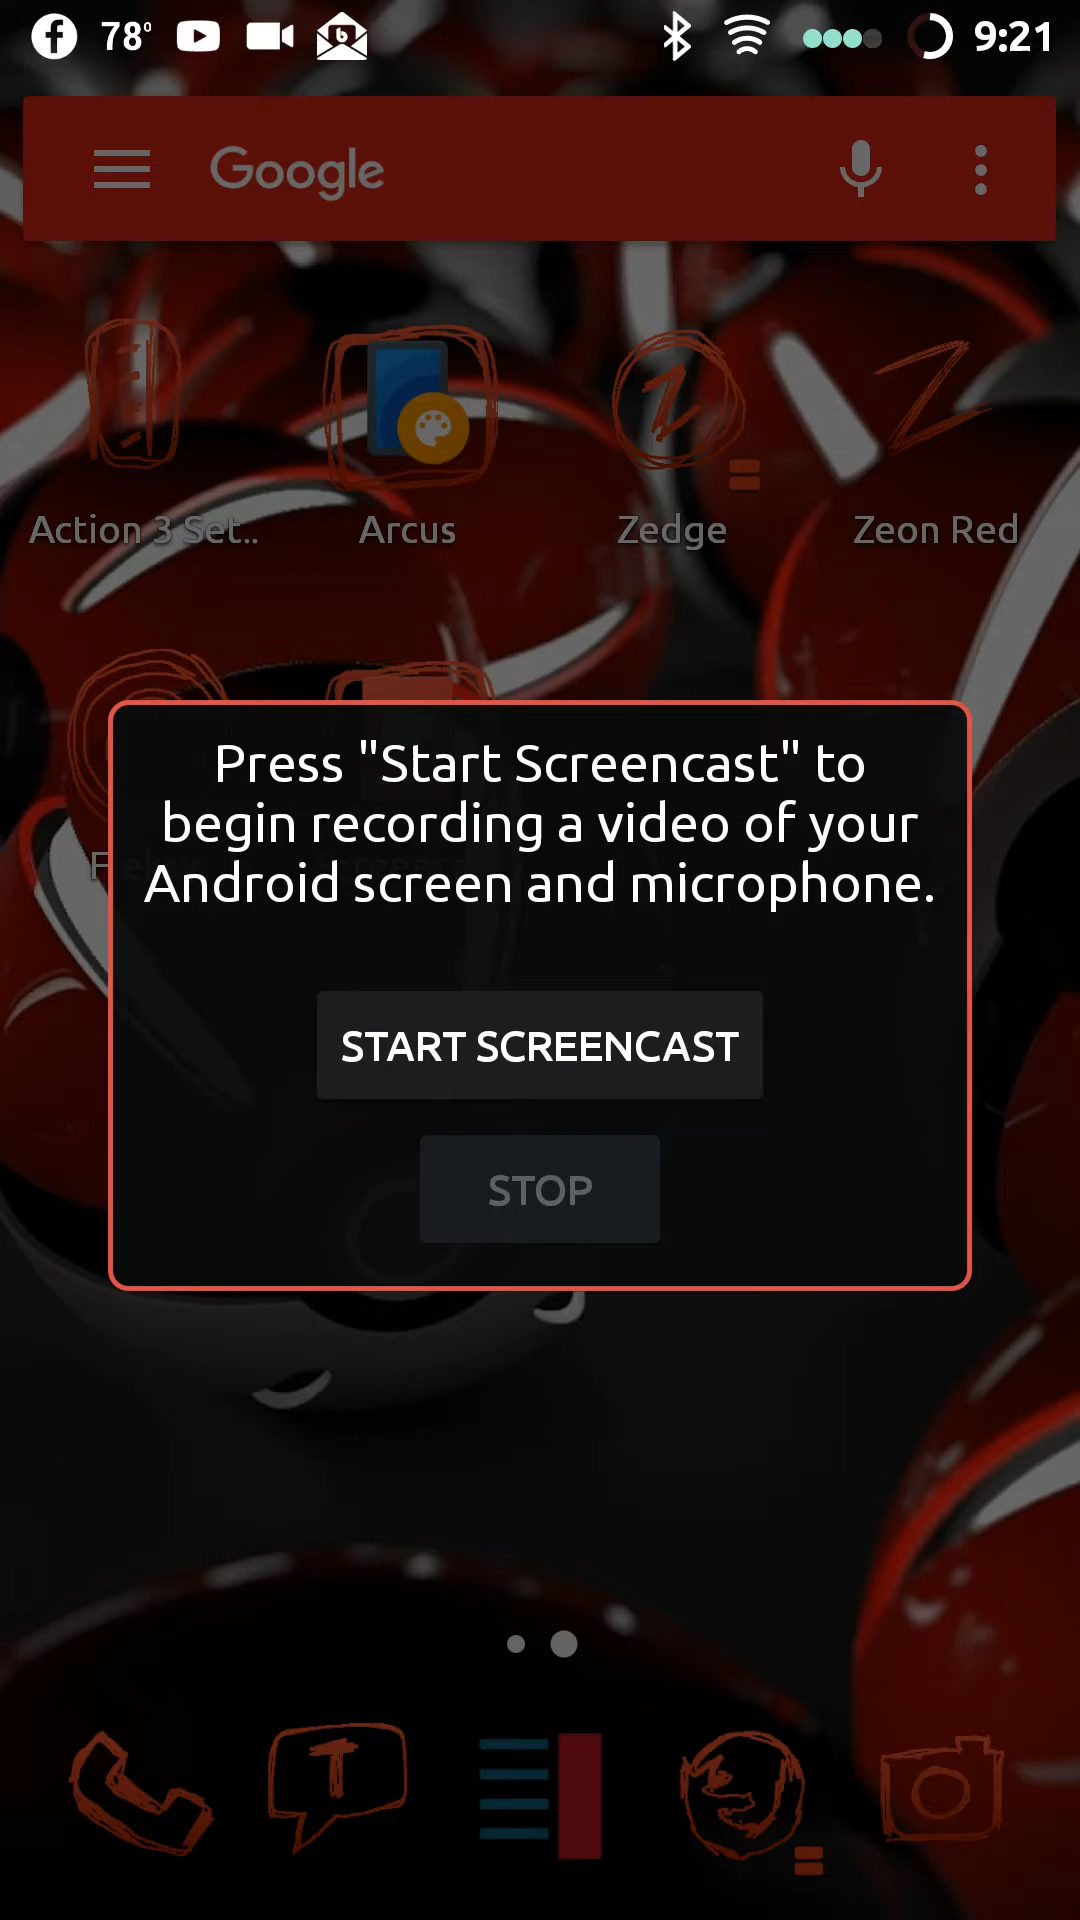 78° 9:21
Google
Action 3 Set.. Arcus Zedge Zeon Red
Press "Start Screencast" to
begin recording a video of your
Android screen and microphone.
START SCREENCAST
STOP
T